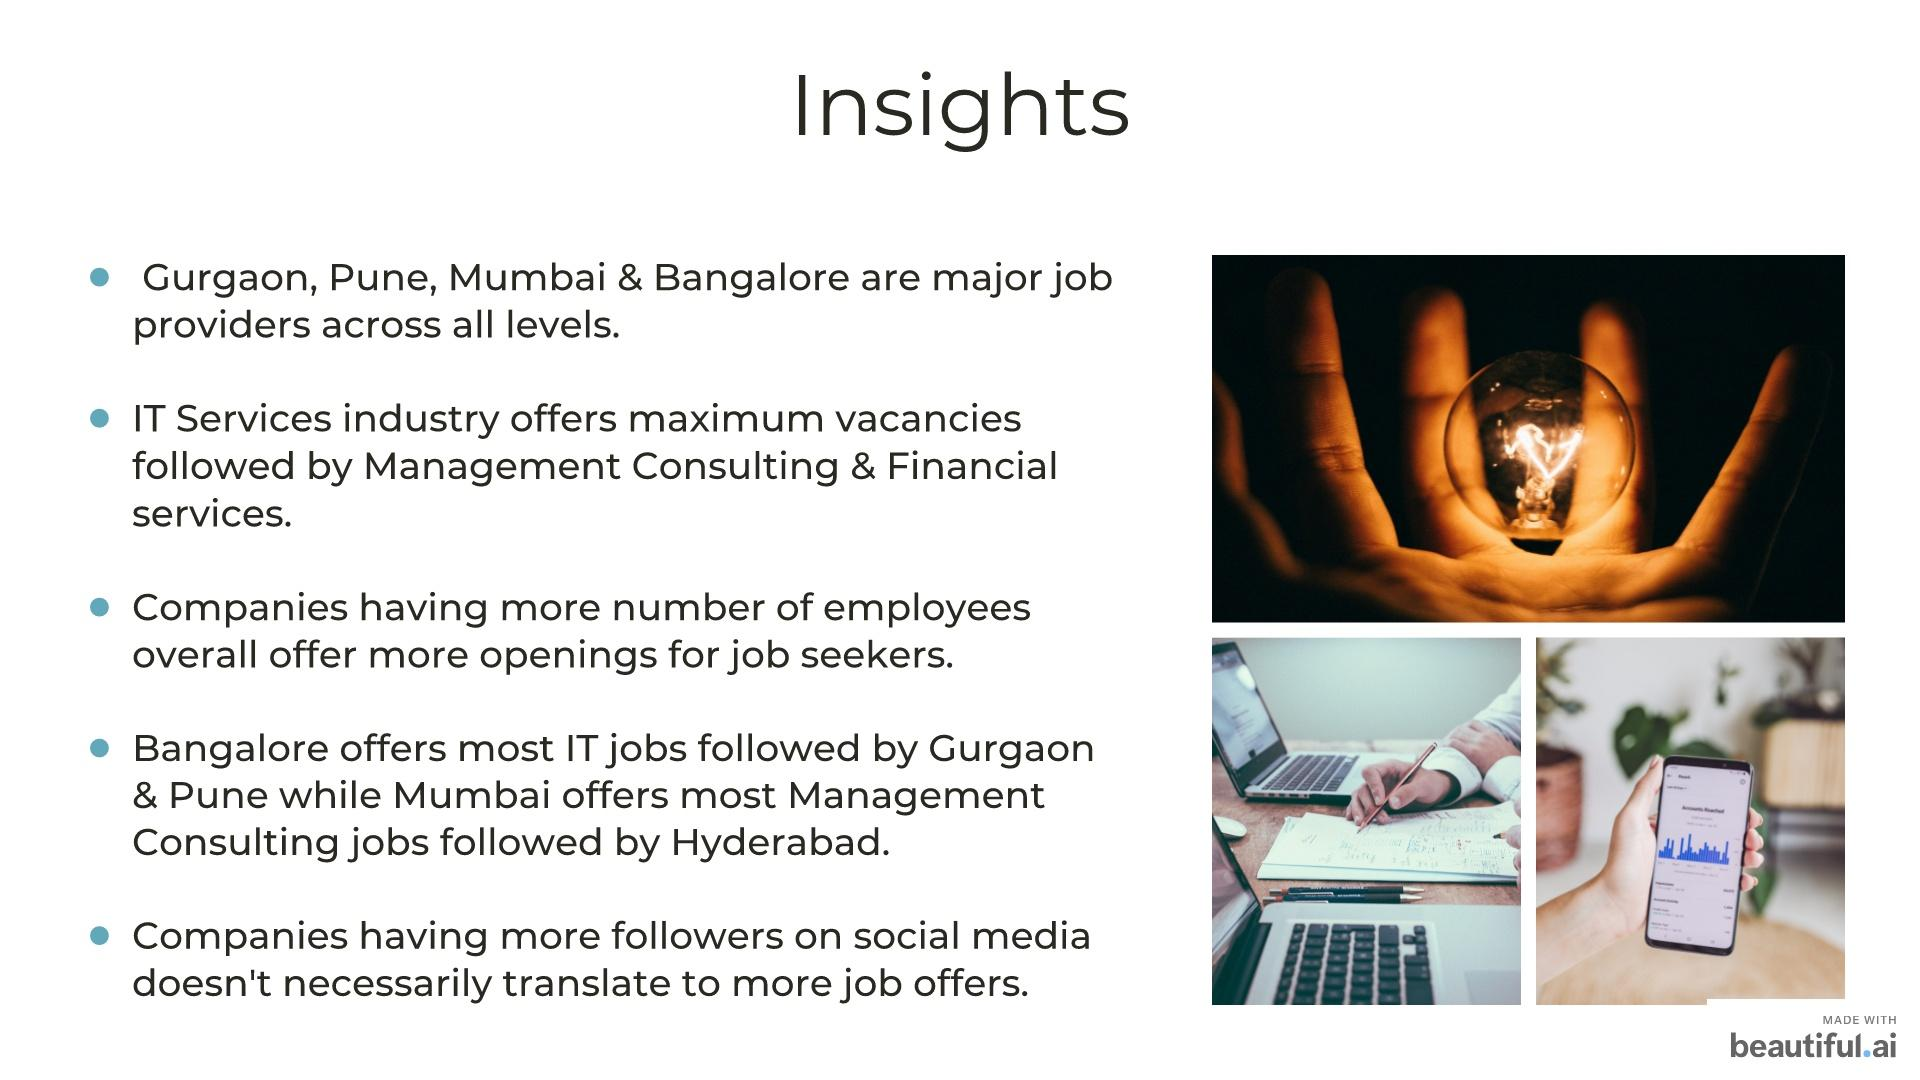 Insights
Gurgaon, Pune, Mumbai & Bangalore are major job
providers across all levels.
IT Services industry offers maximum vacancies
followed by Management Consulting & Financial
services.
Companies having more number of employees
overall offer more openings for job seekers.
Bangalore offers most IT jobs followed by Gurgaon
& Pune while Mumbai offers most Management
Consulting jobs followed by Hyderabad.
Companies having more followers on social media
doesn't necessarily translate to more job offers.
Reach
Accounts Reached
MADE WITH
beautiful.ai